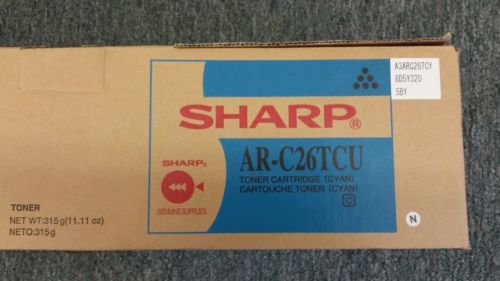 A3ARC26TCY
8D5Y320
5BY
SHARP®
SHARP®
GENUINE SUPPLIES
AR-C26TCU
TONER CARTRIDGE (CYAN)
CARTOUCHE TONER (CYAN)
C
TONER
NET WT:315g(11.11 oz)
NETO:315g
N